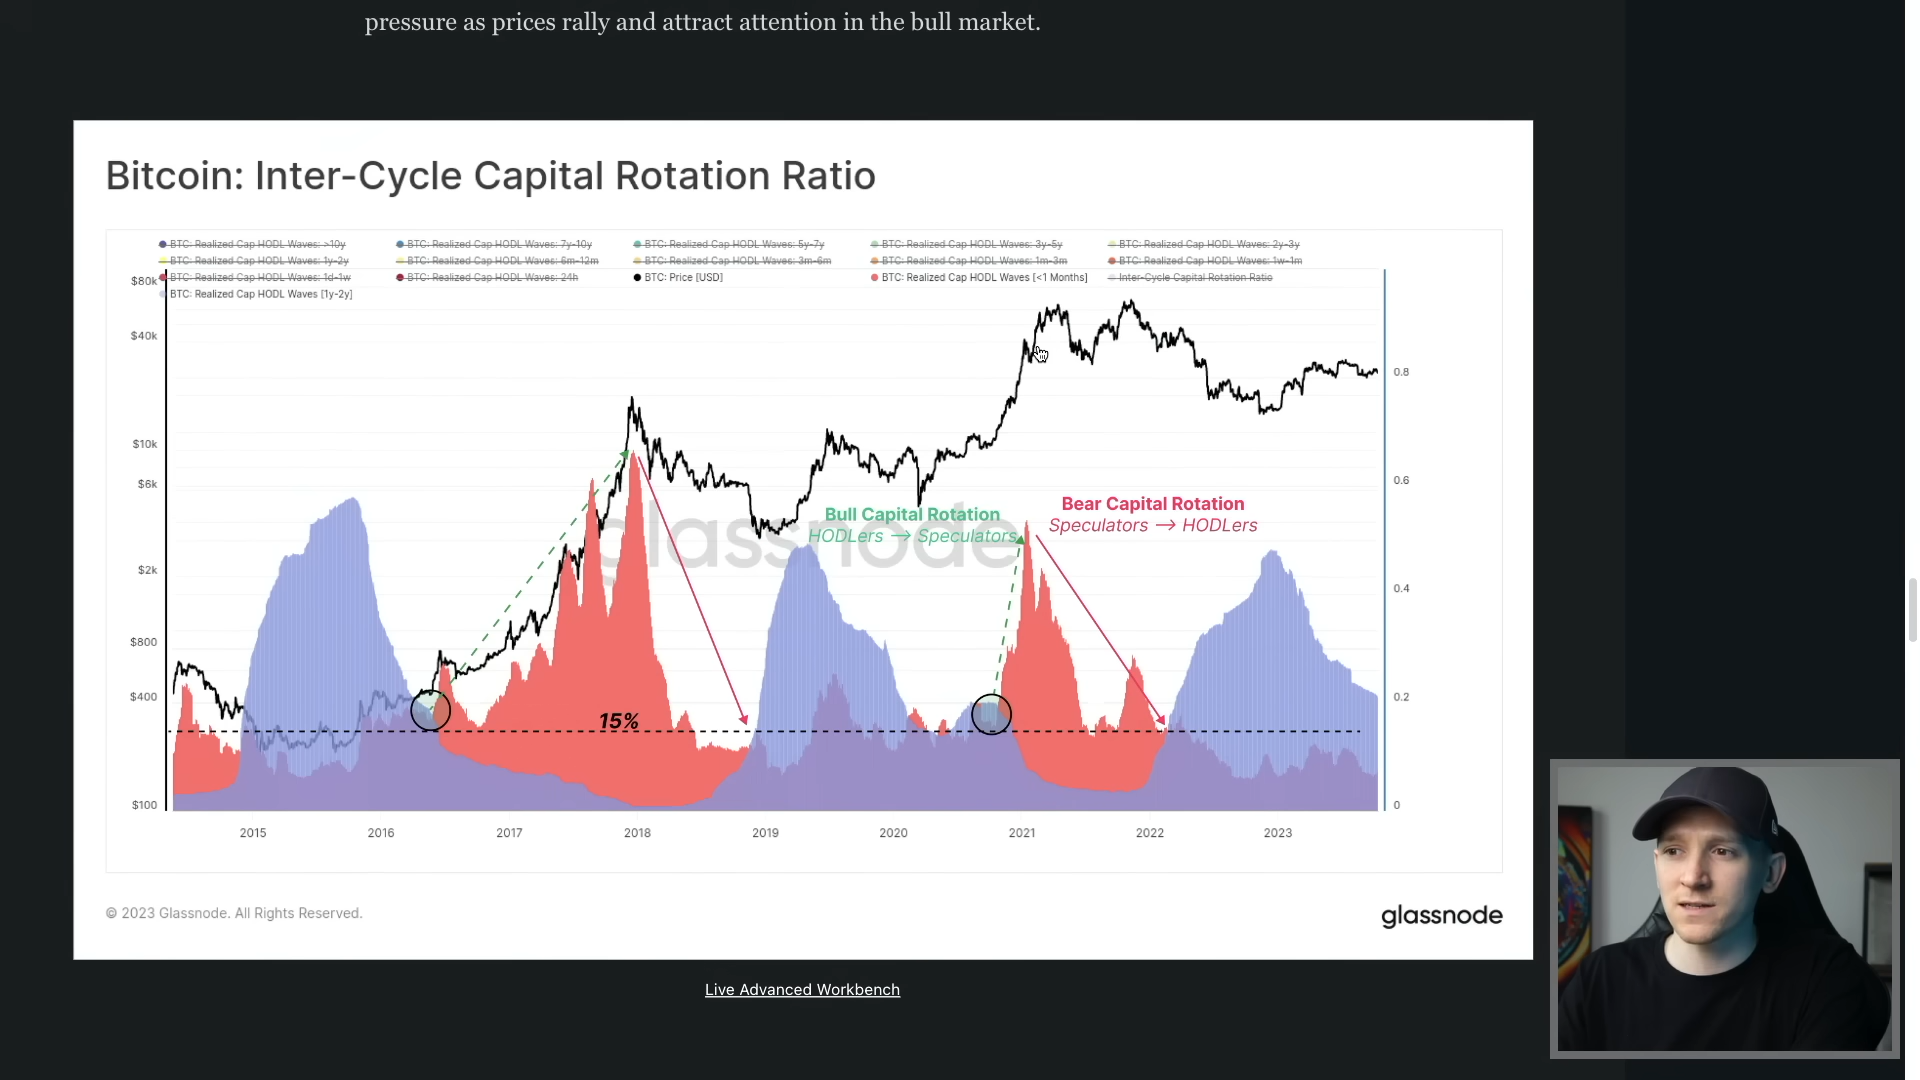 pressure as prices rally and attract attention in the bull market.
Bitcoin: Inter-Cycle Capital Rotation Ratio
BTC: Realized Cap HODL Waves: >10y BTC: Realized Cap HODL Waves: 7y-10y BTC: Realized Cap HODL Waves: 5y-7y BTC: Realized Cap HODL Waves: 3y-5y BTC: Realized Cap HODL Waves: 2y-3y
BTC: Realized Cap HODL Waves: 1y-2y BTC: Realized Cap HODL Waves: 6m-12m BTC: Realized Cap HODL Waves: 3m-6m BTC: Realized Cap HODL Waves: 1m-3m BTC: Realized Cap HODL Waves: 1w-1m
BTC: Realized Cap HODL Waves: 1d-1w BTC: Realized Cap HODL Waves: 24h BTC: Price [USD] BTC: Realized Cap HODL Waves [<1 Months] Inter-Cycle Capital Rotation Ratio
BTC: Realized Cap HODL Waves [1y-2y]
$80k
$40k
$10k
$6k
$2k
$800
$400
$100
0.8
0.6
0.4
0.2
0
glassnode
Bull Capital Rotation
HODLers → Speculators
Bear Capital Rotation
Speculators → HODLers
15%
2015 2016 2017 2018 2019 2020 2021 2022 2023
© 2023 Glassnode. All Rights Reserved.
glassnode
Live Advanced Workbench